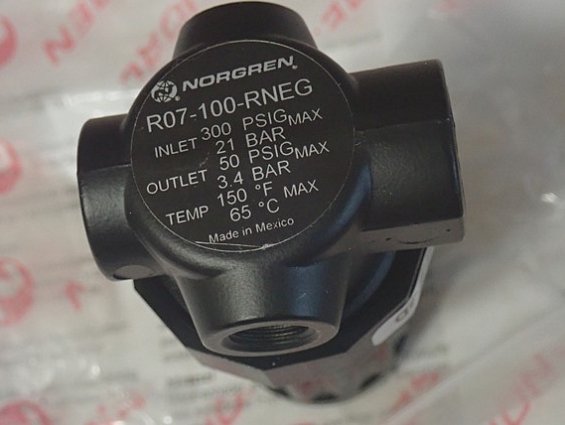 NORGREN.
R07-100-RNEG
INLET 300 PSIG MAX
21 BAR
OUTLET 50 PSIG MAX
3.4 BAR
TEMP 150 °F MAX
65 °C
Made in Mexico